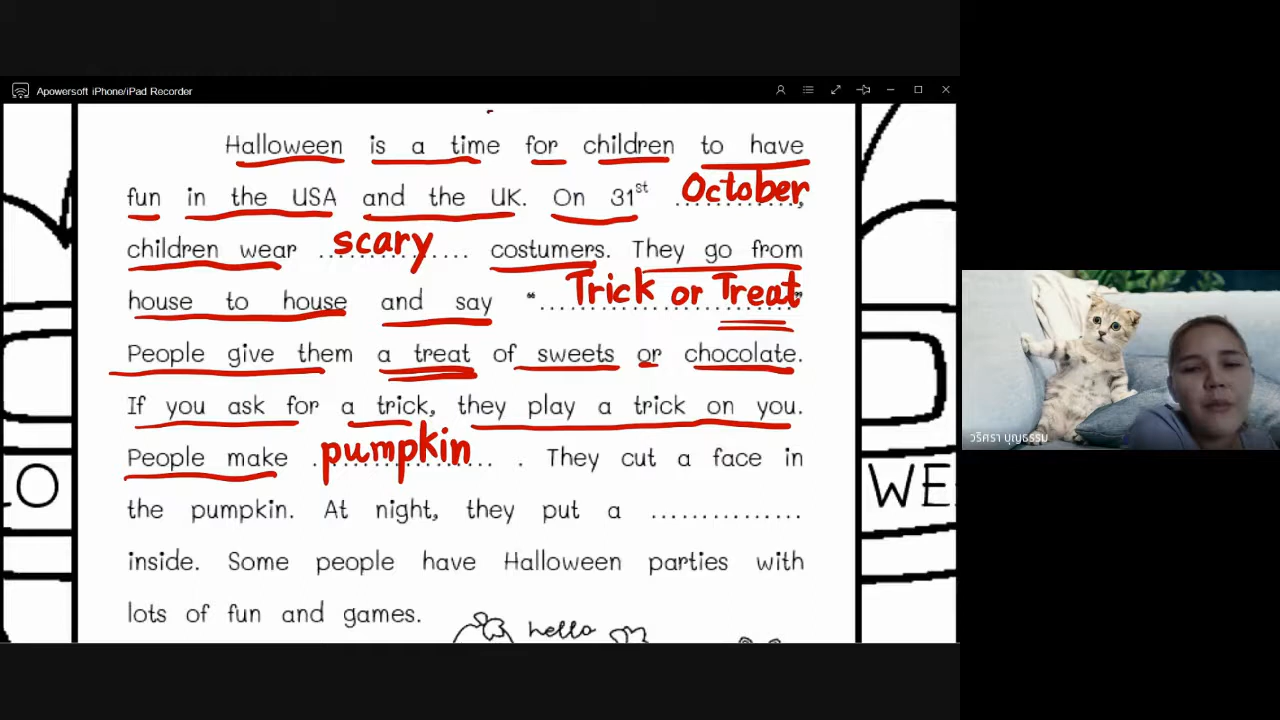 Apowersoft iPhone/iPad Recorder
Halloween is a time for children to have
fun in the USA and the UK. On 31st October,
children wear scary costumers. They go from
house to house and say “Trick or Treat”
People give them a treat of sweets or chocolate.
If you ask for a trick, they play a trick on you.
People make pumpkin. They cut a face in
the pumpkin. At night, they put a ...............
inside. Some people have Halloween parties with
lots of fun and games.
hello
LO
WE
วริศรา บุญธรรม